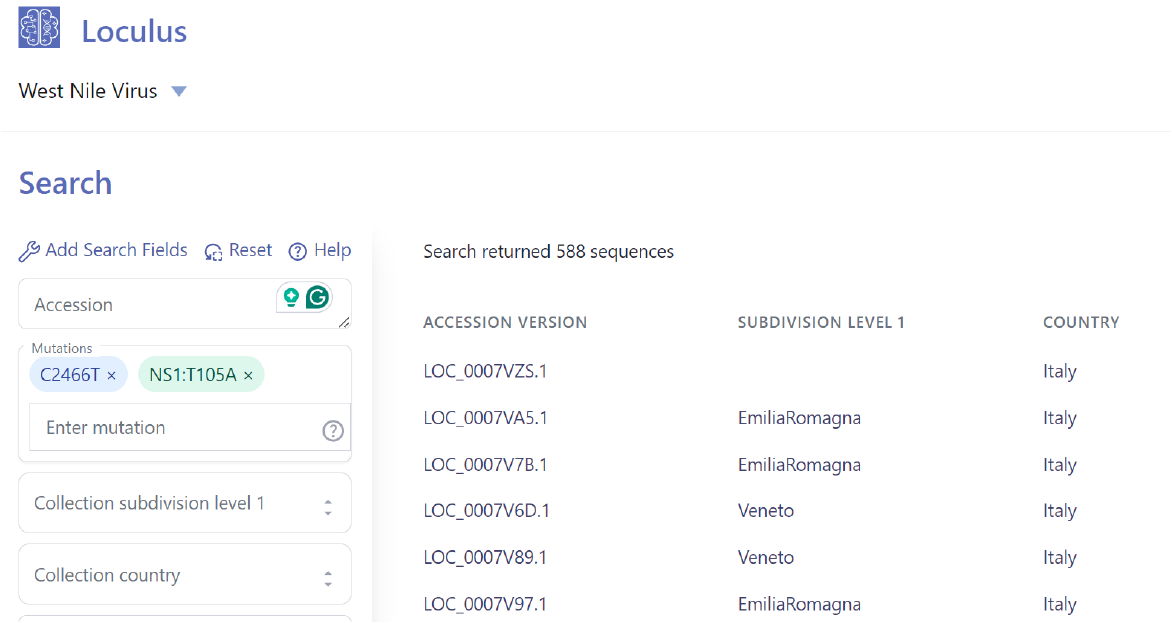 Loculus
West Nile Virus
Search
Add Search Fields Reset Help
Accession
Mutations
C2466T × NS1:T105A ×
Enter mutation
Collection subdivision level 1
Collection country
Search returned 588 sequences
ACCESSION VERSION SUBDIVISION LEVEL 1 COUNTRY
LOC_0007VZS.1 Italy
LOC_0007VA5.1 EmiliaRomagna Italy
LOC_0007V7B.1 EmiliaRomagna Italy
LOC_0007V6D.1 Veneto Italy
LOC_0007V89.1 Veneto Italy
LOC_0007V97.1 EmiliaRomagna Italy